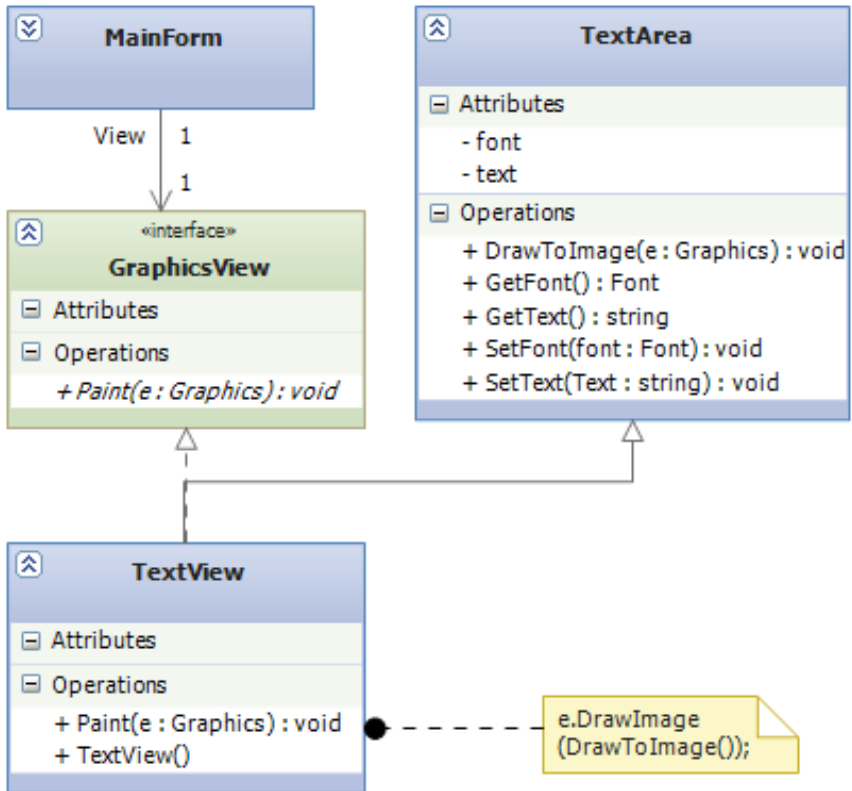 MainForm
View 1
1
«interface»
GraphicsView
Attributes
Operations
+ Paint(e : Graphics) : void
TextArea
Attributes
- font
- text
Operations
+ DrawToImage(e : Graphics) : void
+ GetFont() : Font
+ GetText() : string
+ SetFont(font : Font) : void
+ SetText(Text : string) : void
TextView
Attributes
Operations
+ Paint(e : Graphics) : void
+ TextView()
e.DrawImage
(DrawToImage());